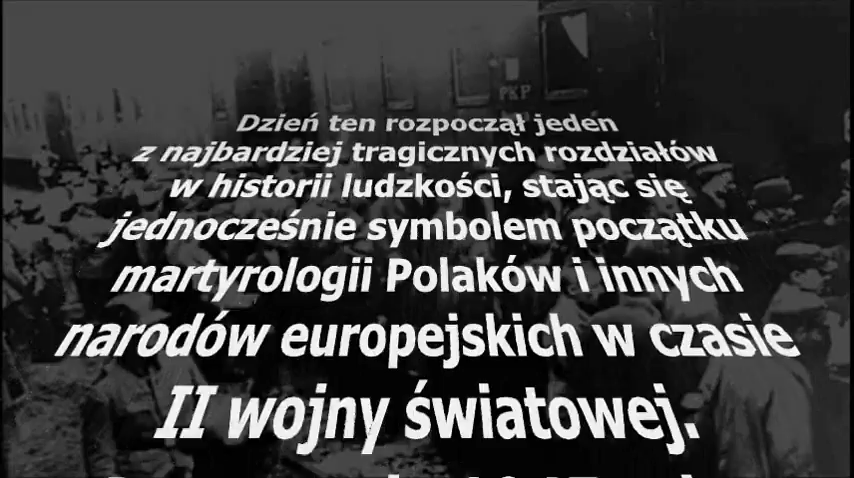 PKP
Dzień ten rozpoczął jeden
z najbardziej tragicznych rozdziałów
w historii ludzkości, stając się
jednocześnie symbolem początku
martyrologii Polaków i innych
narodów europejskich w czasie
II wojny światowej.